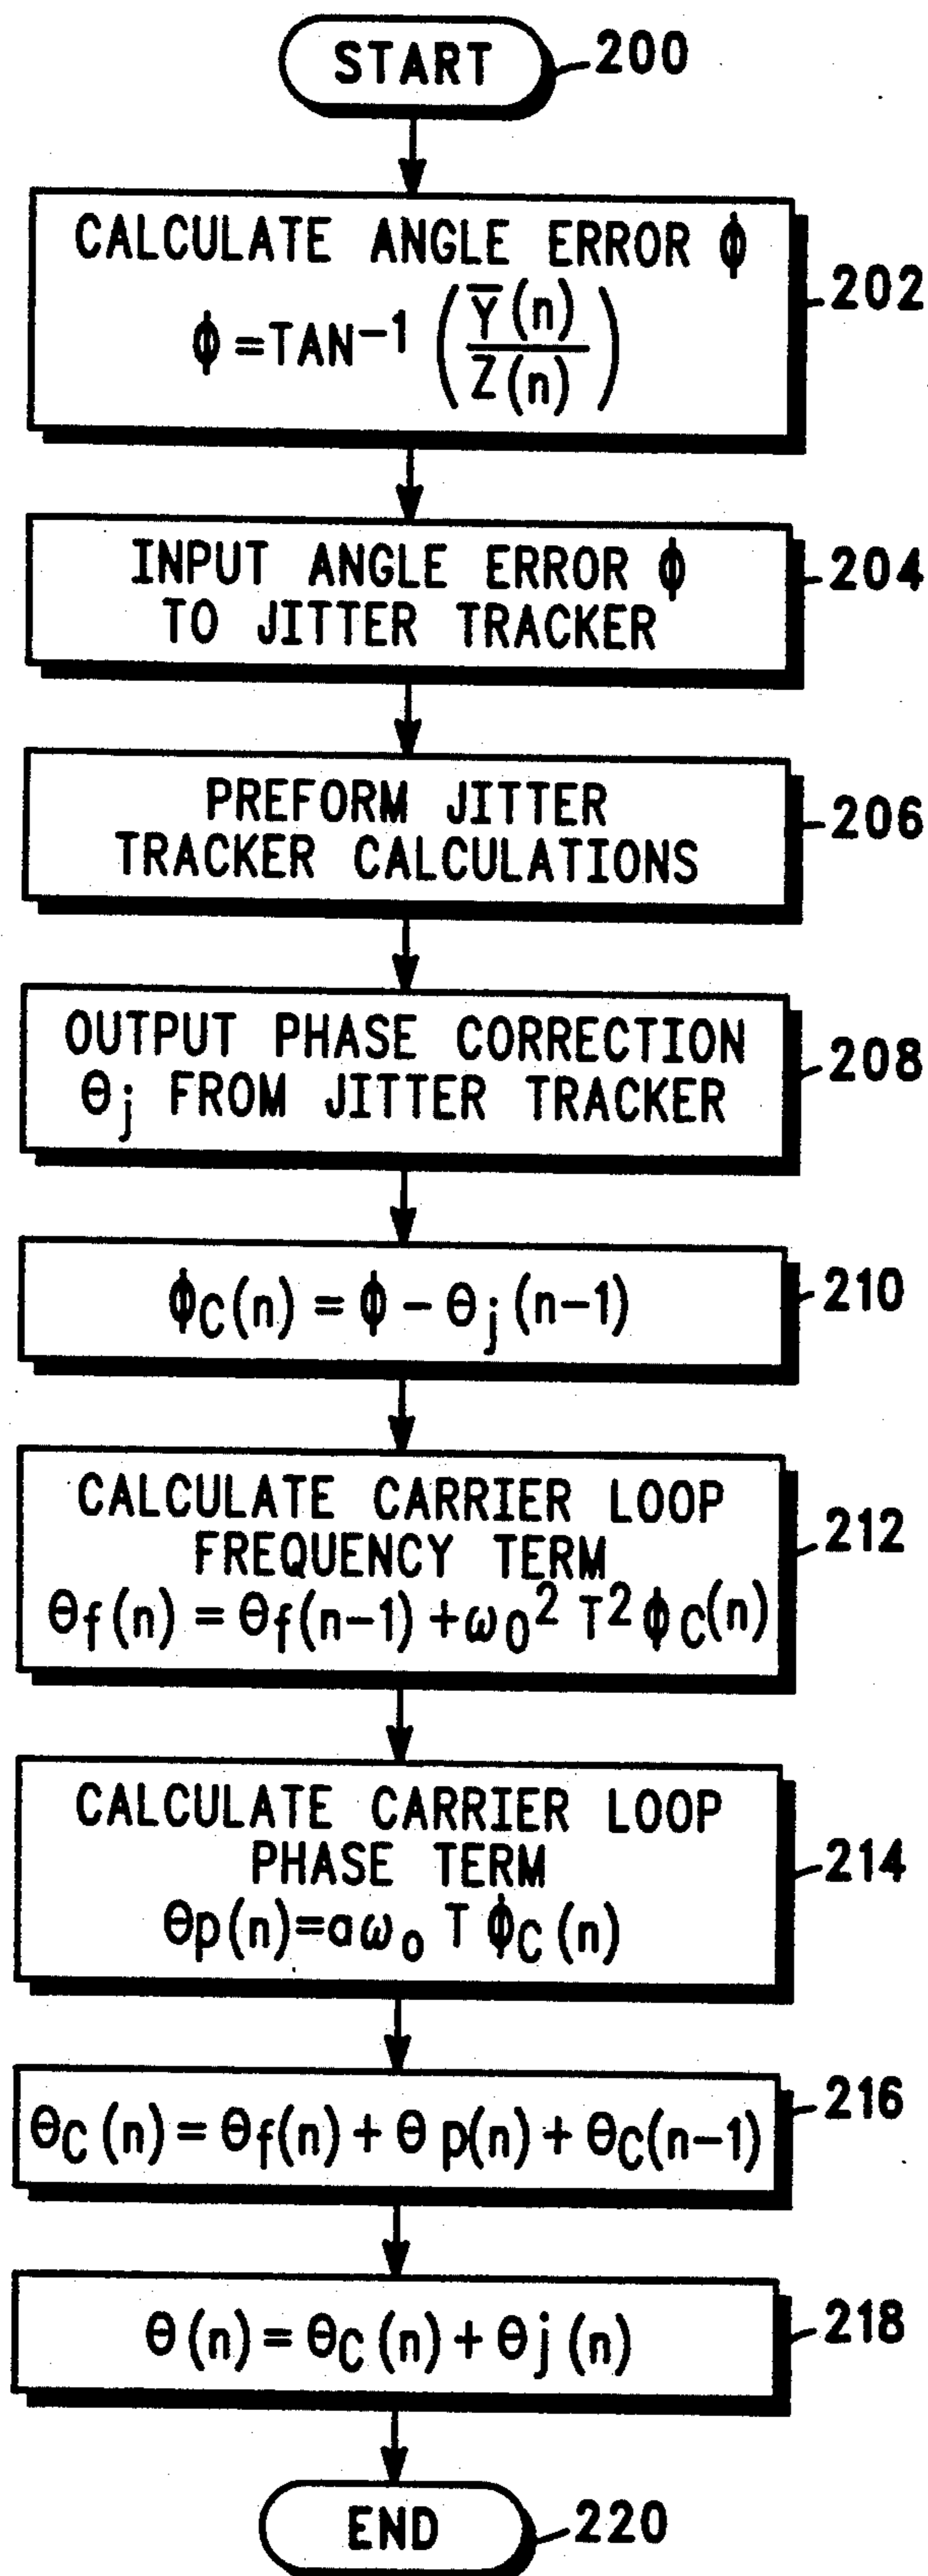 START
200
CALCULATE ANGLE ERROR ϕ
ϕ = TAN⁻¹ ( Y̅(n) / Z(n) )
202
INPUT ANGLE ERROR ϕ
TO JITTER TRACKER
204
PREFORM JITTER
TRACKER CALCULATIONS
206
OUTPUT PHASE CORRECTION
θj FROM JITTER TRACKER
208
ϕC(n) = ϕ − θj(n−1)
210
CALCULATE CARRIER LOOP
FREQUENCY TERM
θf(n) = θf(n−1) + ω0² T² ϕC(n)
212
CALCULATE CARRIER LOOP
PHASE TERM
θp(n) = aω0 T ϕC(n)
214
θC(n) = θf(n) + θp(n) + θC(n−1)
216
θ(n) = θC(n) + θj(n)
218
END
220